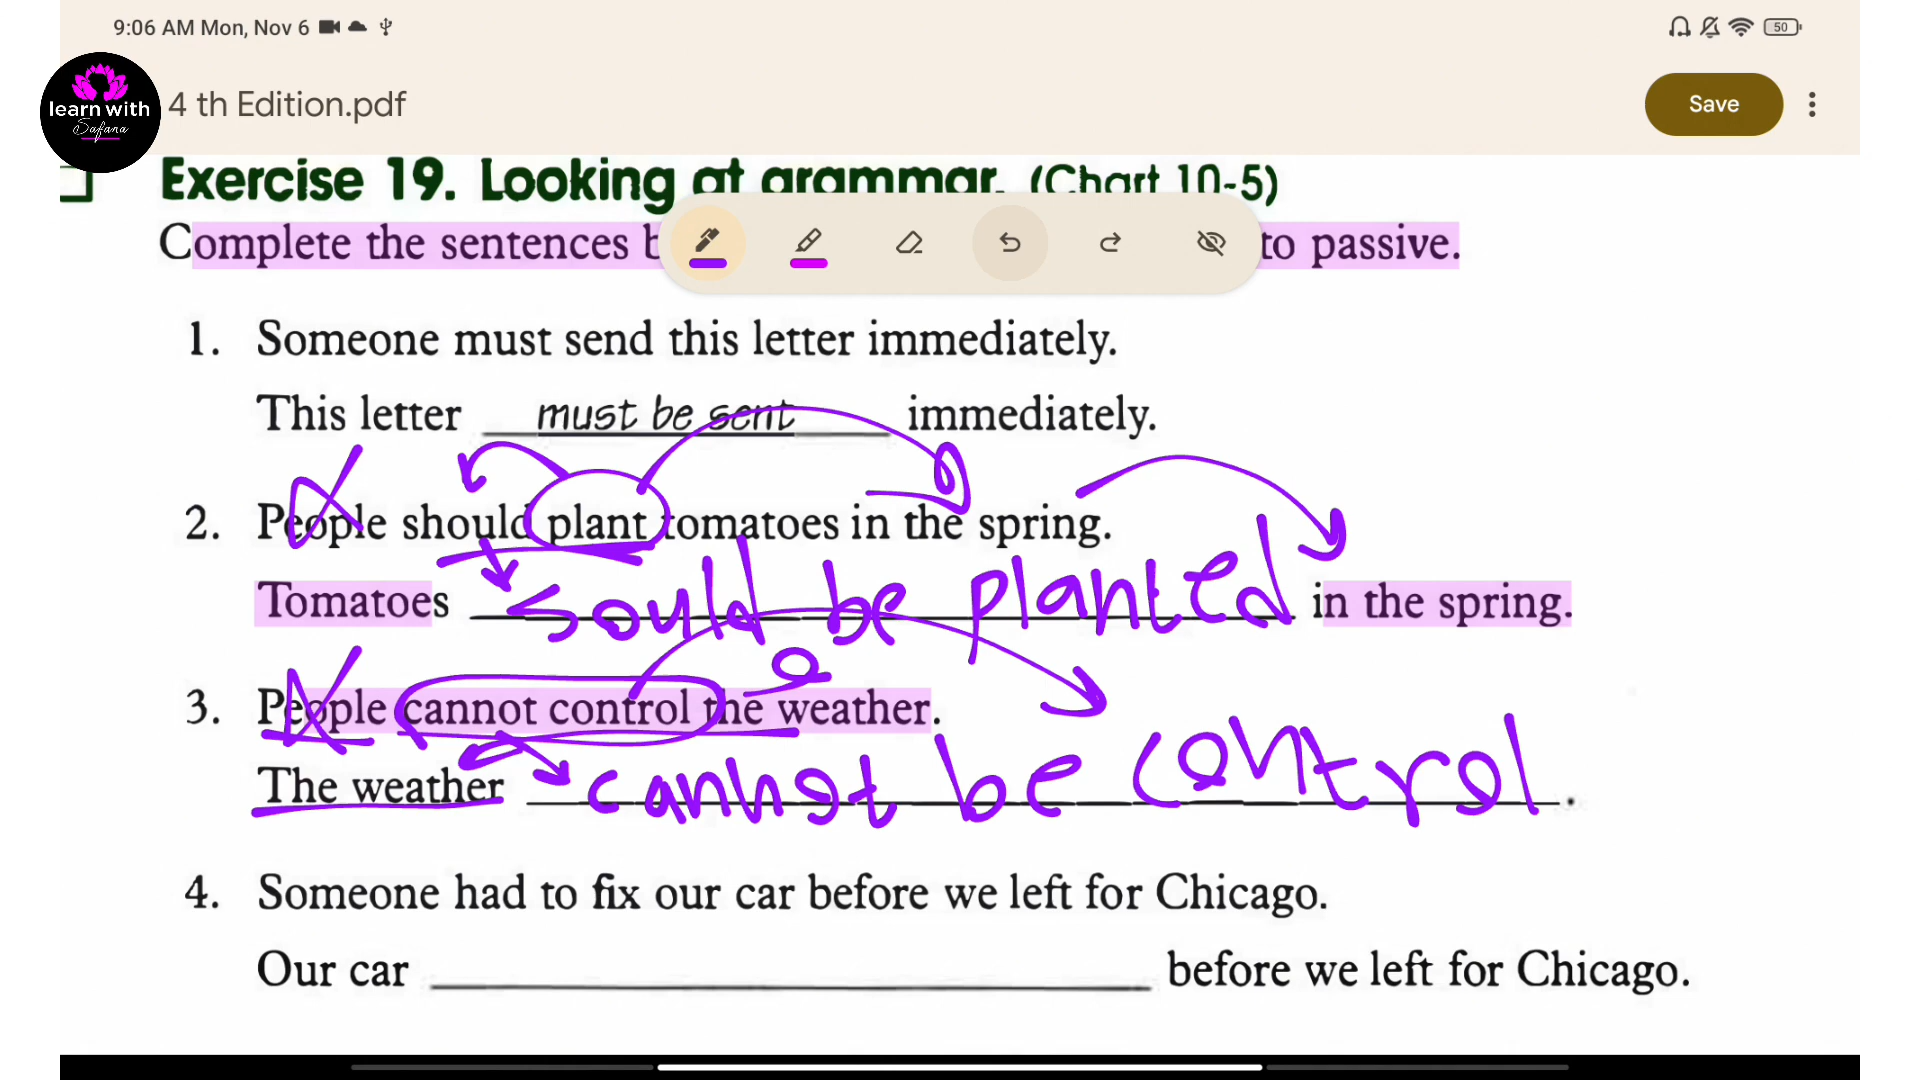 9:06 AM Mon, Nov 6
50
learn with
Safana
4 th Edition.pdf
Save
Exercise 19. Looking at grammar. (Chart 10-5)
Complete the sentences b to passive.
1. Someone must send this letter immediately.
This letter must be sent immediately.
2. People should plant tomatoes in the spring.
Tomatoes sould be planted in the spring.
3. People cannot control the weather.
The weather cannot be control.
4. Someone had to fix our car before we left for Chicago.
Our car before we left for Chicago.